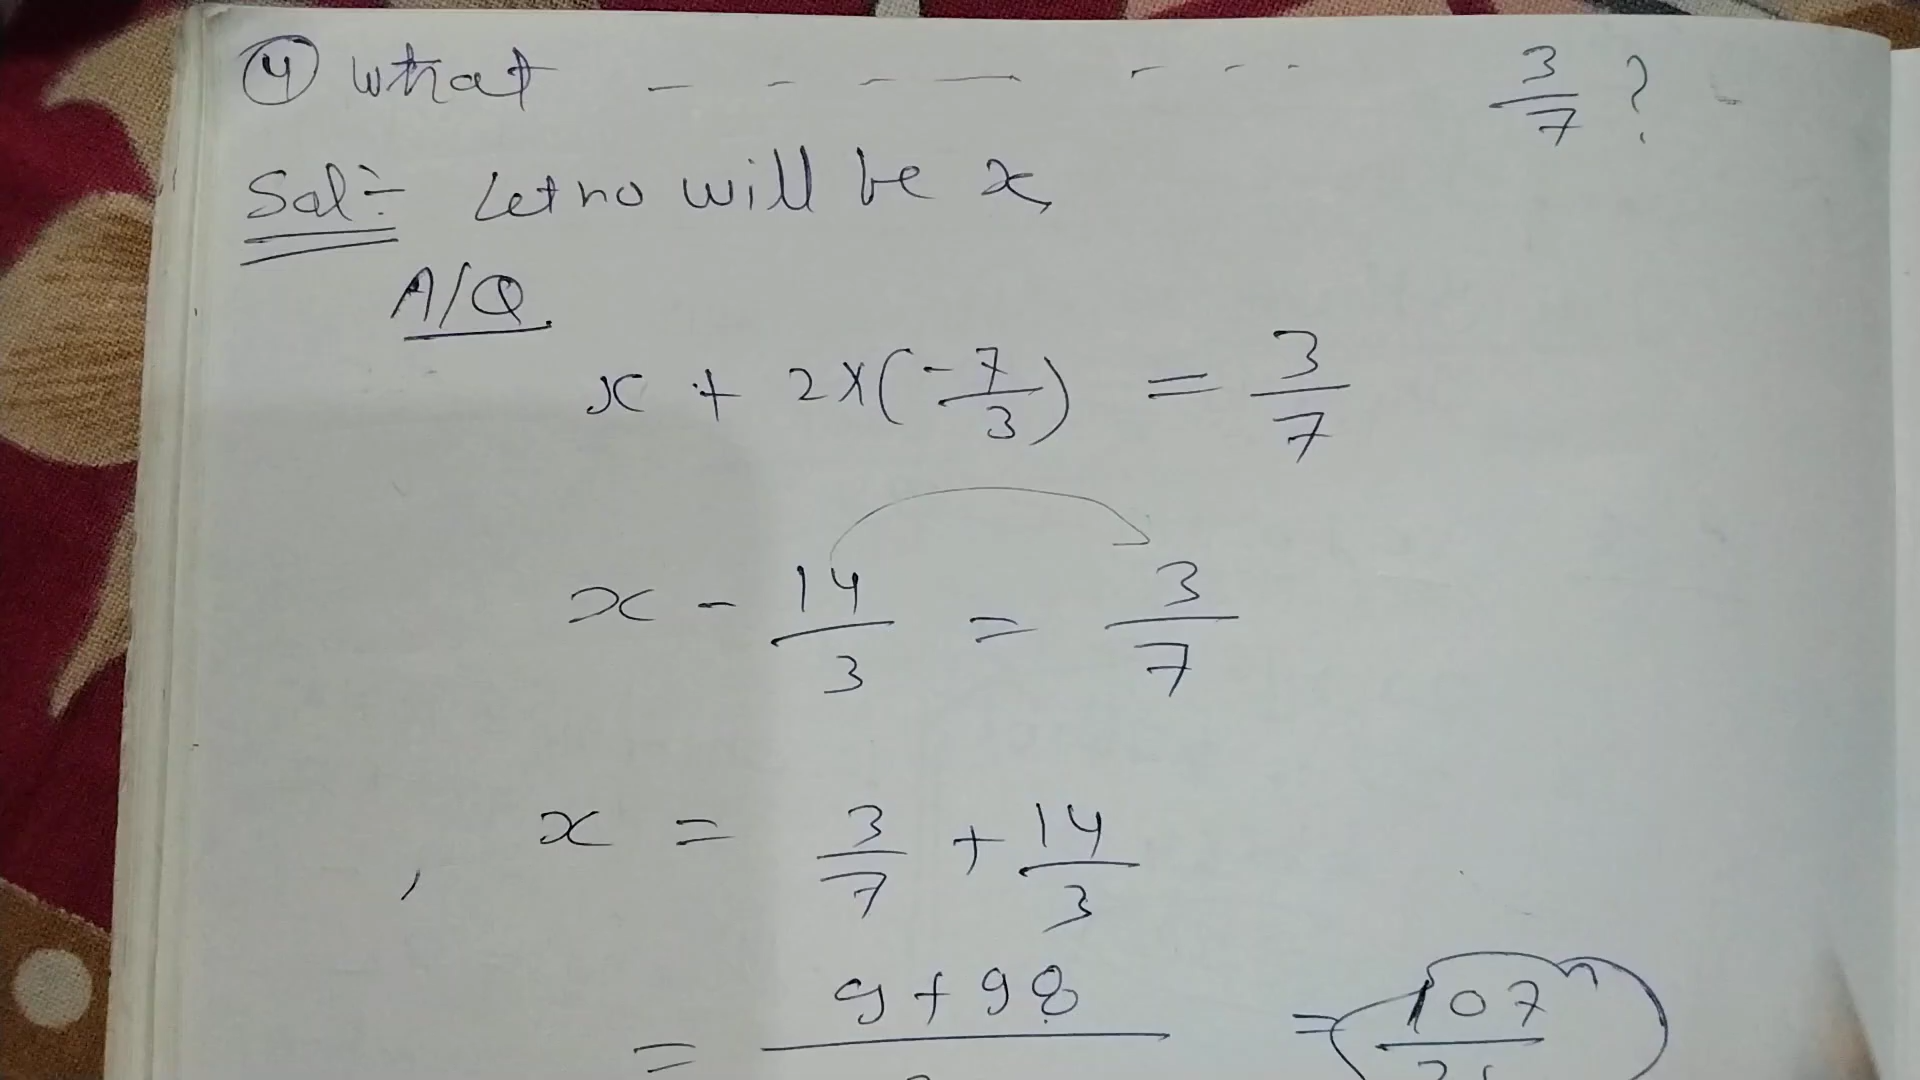 ④ What - - - — - - - 3/7 ?
Sol:- Let no will be x
A/Q
x + 2×(-7/3) = 3/7
x - 14/3 = 3/7
x = 3/7 + 14/3
= 9+98 = 107